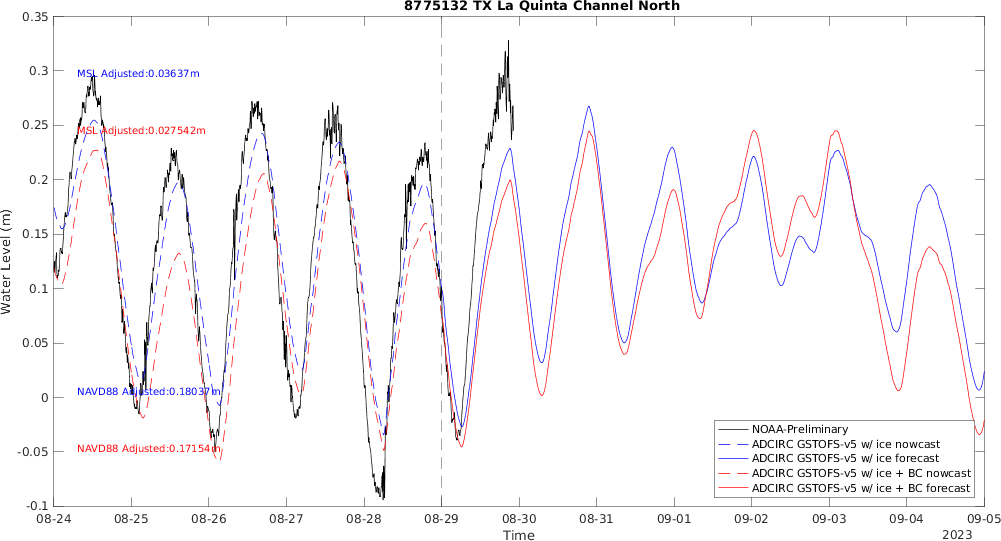 8775132 TX La Quinta Channel North
0.35
0.3
0.25
0.2
0.15
0.1
0.05
0
-0.05
-0.1
Water Level (m)
MSL Adjusted:0.03637m
MSL Adjusted:0.027542m
NAVD88 Adjusted:0.18037m
NAVD88 Adjusted:0.17154m
NOAA-Preliminary
ADCIRC GSTOFS-v5 w/ ice nowcast
ADCIRC GSTOFS-v5 w/ ice forecast
ADCIRC GSTOFS-v5 w/ ice + BC nowcast
ADCIRC GSTOFS-v5 w/ ice + BC forecast
08-24 08-25 08-26 08-27 08-28 08-29 08-30 08-31 09-01 09-02 09-03 09-04 09-05
Time
2023